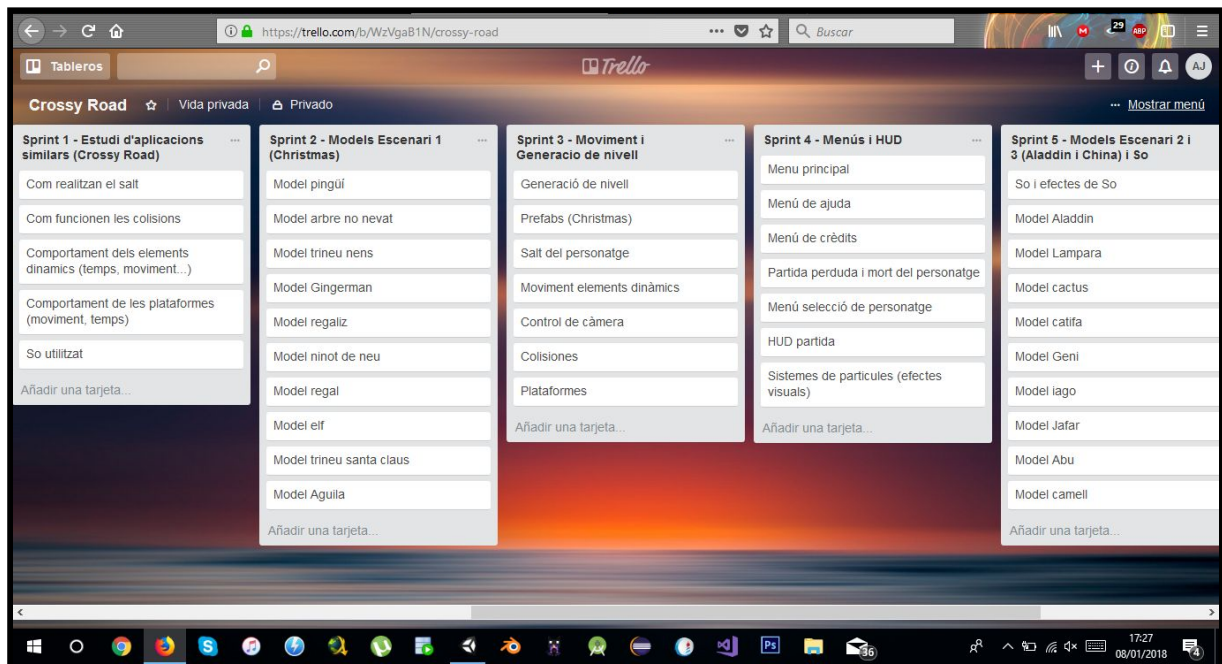 https://trello.com/b/WzVgaB1N/crossy-road
Buscar
29
ABP
Tableros
Trello
AJ
Crossy Road
Vida privada
Privado
... Mostrar menú
Sprint 1 - Estudi d'aplicacions
similars (Crossy Road)
Com realitzan el salt
Com funcionen les colisions
Comportament dels elements
dinamics (temps, moviment...)
Comportament de les plataformes
(moviment, temps)
So utilitzat
Añadir una tarjeta...
Sprint 2 - Models Escenari 1
(Christmas)
Model pingüí
Model arbre no nevat
Model trineu nens
Model Gingerman
Model regaliz
Model ninot de neu
Model regal
Model elf
Model trineu santa claus
Model Aguila
Añadir una tarjeta...
Sprint 3 - Moviment i
Generacio de nivell
Generació de nivell
Prefabs (Christmas)
Salt del personatge
Moviment elements dinàmics
Control de càmera
Colisiones
Plataformes
Añadir una tarjeta...
Sprint 4 - Menús i HUD
Menu principal
Menú de ajuda
Menú de crèdits
Partida perduda i mort del personatge
Menú selecció de personatge
HUD partida
Sistemes de particules (efectes
visuals)
Añadir una tarjeta...
Sprint 5 - Models Escenari 2 i
3 (Aladdin i China) i So
So i efectes de So
Model Aladdin
Model Lampara
Model cactus
Model catifa
Model Geni
Model iago
Model Jafar
Model Abu
Model camell
Añadir una tarjeta...
Ps
36
17:27
08/01/2018
4